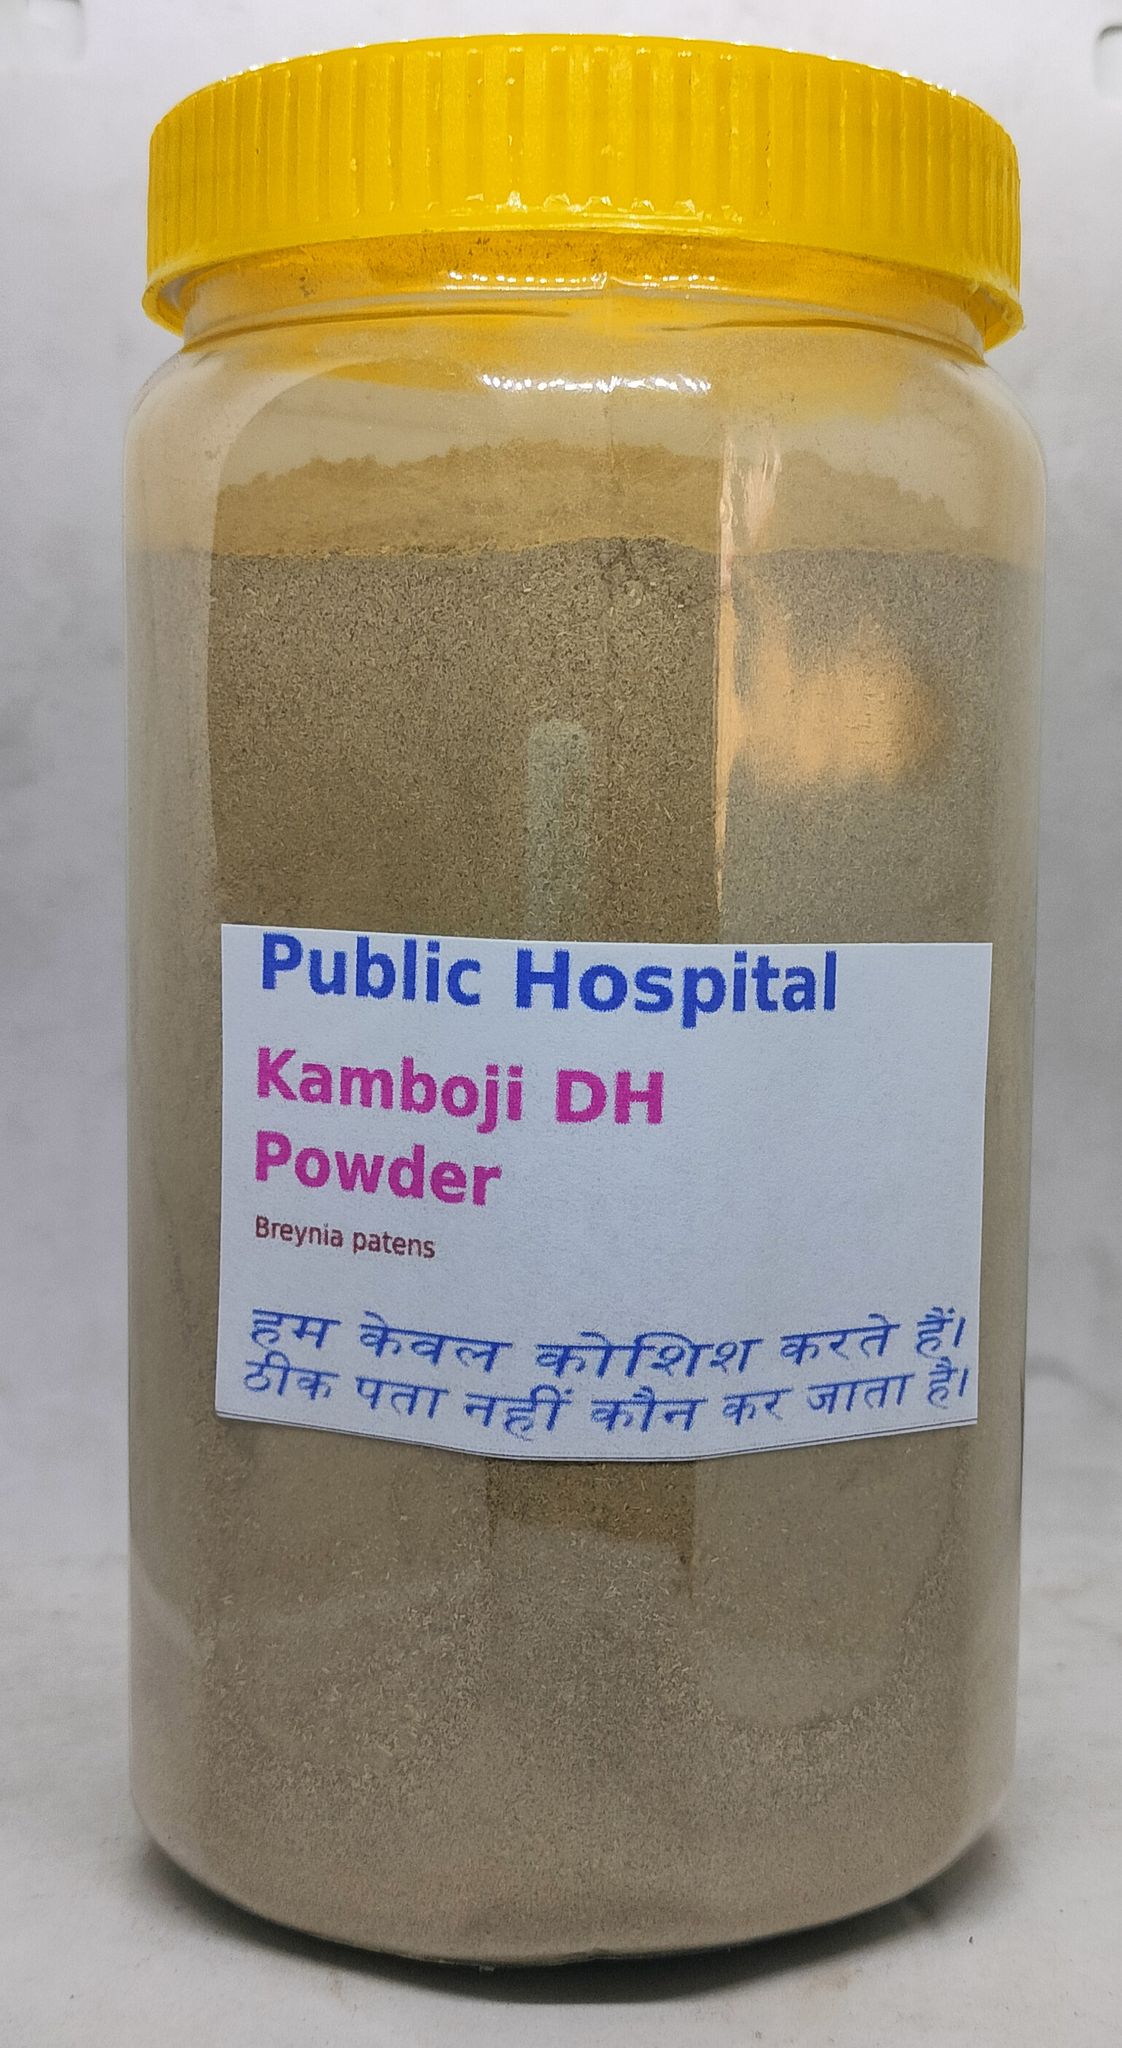 Public Hospital
Kamboji DH
Powder
Breynia patens
हम केवल कोशिश करते हैं।
ठीक पता नहीं कौन कर जाता है।